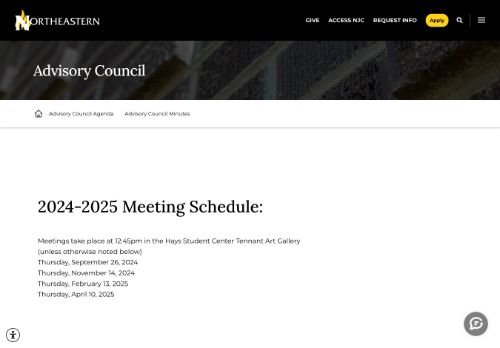 NORTHEASTERN
GIVE ACCESS NJC REQUEST INFO Apply
Advisory Council
Advisory Council Agenda Advisory Council Minutes
2024-2025 Meeting Schedule:
Meetings take place at 12:45pm in the Hays Student Center Tennant Art Gallery
(unless otherwise noted below)
Thursday, September 26, 2024
Thursday, November 14, 2024
Thursday, February 13, 2025
Thursday, April 10, 2025